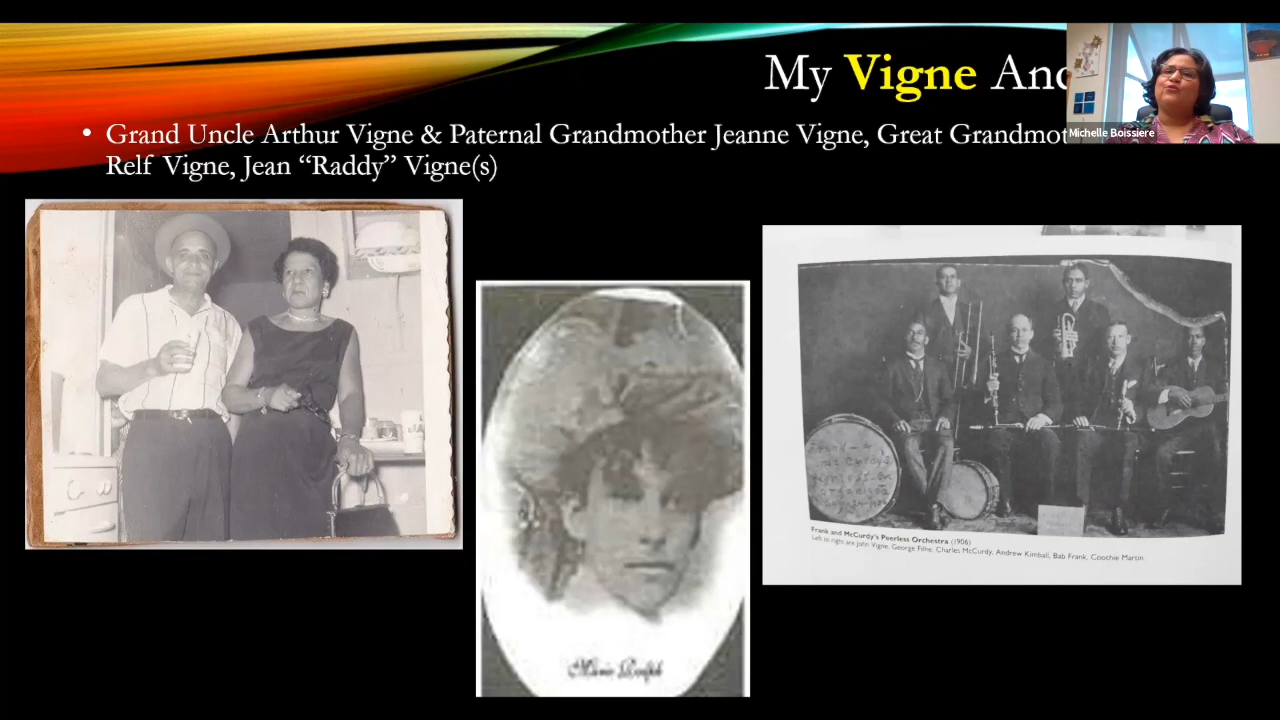 My Vigne Anc
Michelle Boissiere
• Grand Uncle Arthur Vigne & Paternal Grandmother Jeanne Vigne, Great Grandmot
Relf Vigne, Jean “Raddy” Vigne(s)
Frank and McCurdy's Peerless Orchestra (1906)
Left to right are John Vigne, George Filhe, Charles McCurdy, Andrew Kimball, Bab Frank, Coochie Martin